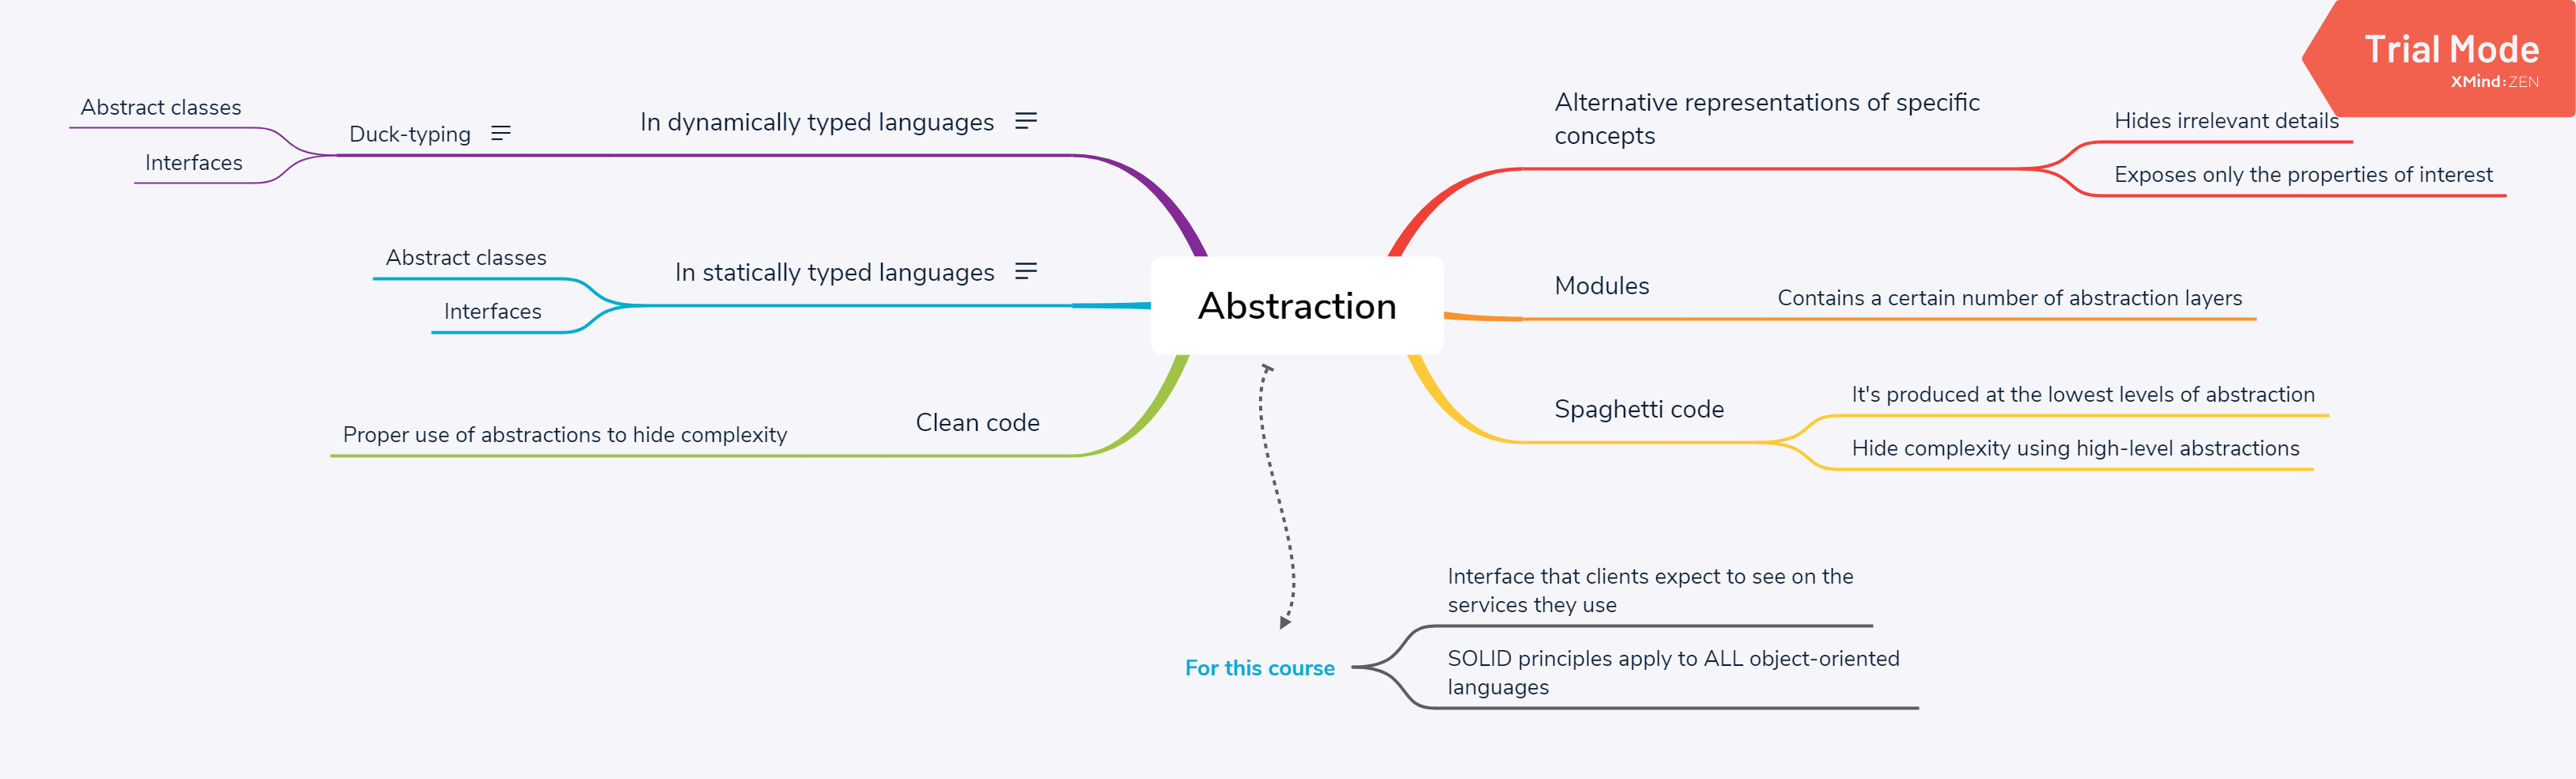 Trial Mode
XMind:ZEN
Abstraction
Alternative representations of specific
concepts
Hides irrelevant details
Exposes only the properties of interest
Modules
Contains a certain number of abstraction layers
Spaghetti code
It's produced at the lowest levels of abstraction
Hide complexity using high-level abstractions
In dynamically typed languages
Duck-typing
Abstract classes
Interfaces
In statically typed languages
Abstract classes
Interfaces
Clean code
Proper use of abstractions to hide complexity
For this course
Interface that clients expect to see on the
services they use
SOLID principles apply to ALL object-oriented
languages